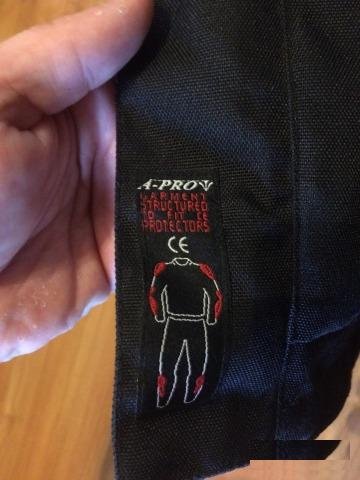 A-PRO
GARMENT
STRUCTURED
TO FIT CE
PROTECTORS
CE